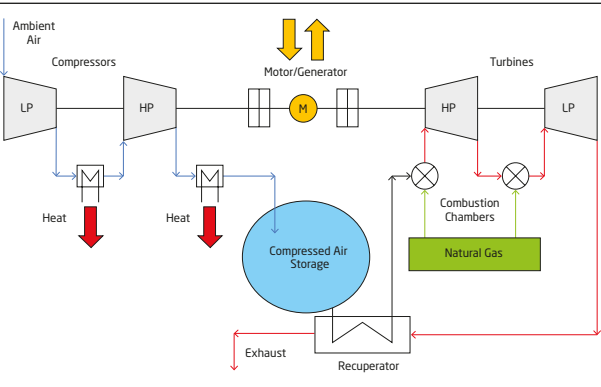 Ambient
Air
Compressors
Motor/Generator
Turbines
LP
HP
M
HP
LP
Heat
Heat
Combustion
Chambers
Compressed Air
Storage
Natural Gas
Exhaust
Recuperator